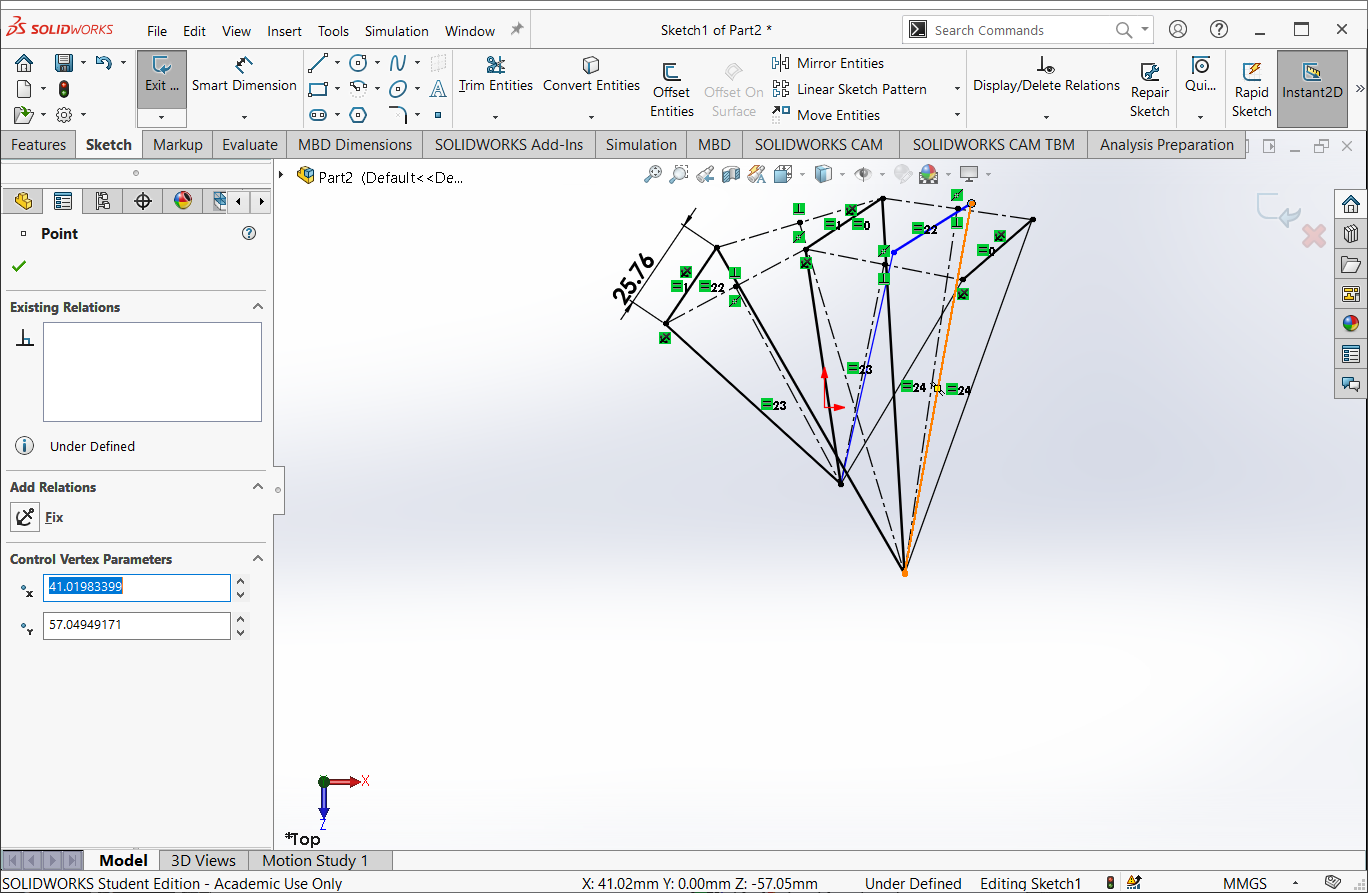 SOLIDWORKS File Edit View Insert Tools Simulation Window Sketch1 of Part2 * Search Commands
Exit ... Smart Dimension Trim Entities Convert Entities Offset Entities Offset On Surface Mirror Entities Linear Sketch Pattern Move Entities Display/Delete Relations Repair Sketch Qui... Rapid Sketch Instant2D
Features Sketch Markup Evaluate MBD Dimensions SOLIDWORKS Add-Ins Simulation MBD SOLIDWORKS CAM SOLIDWORKS CAM TBM Analysis Preparation
Part2 (Default<<De...
Point
Existing Relations
Under Defined
Add Relations
Fix
Control Vertex Parameters
X 41.01983399
Y 57.04949171
25.76
1 0
22
0
1 22
23
23
24 24
X
Z
*Top
Model 3D Views Motion Study 1
SOLIDWORKS Student Edition - Academic Use Only X: 41.02mm Y: 0.00mm Z: -57.05mm Under Defined Editing Sketch1 MMGS